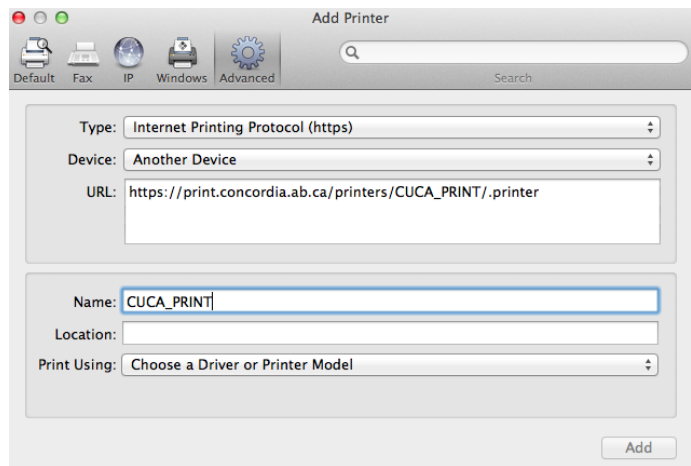 Add Printer
Default Fax IP Windows Advanced
Search
Type: Internet Printing Protocol (https)
Device: Another Device
URL: https://print.concordia.ab.ca/printers/CUCA_PRINT/.printer
Name: CUCA_PRINT
Location:
Print Using: Choose a Driver or Printer Model
Add